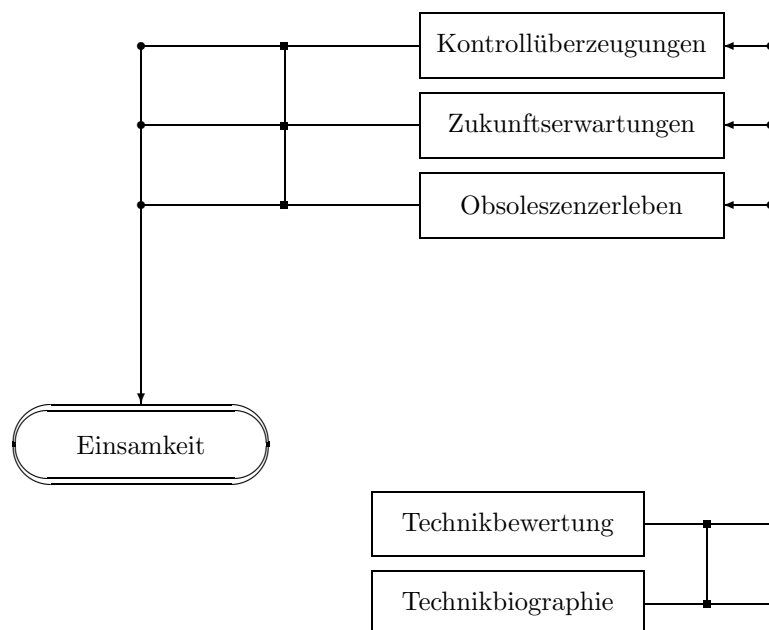 Kontrollüberzeugungen
Zukunftserwartungen
Obsoleszenzerleben
Einsamkeit
Technikbewertung
Technikbiographie